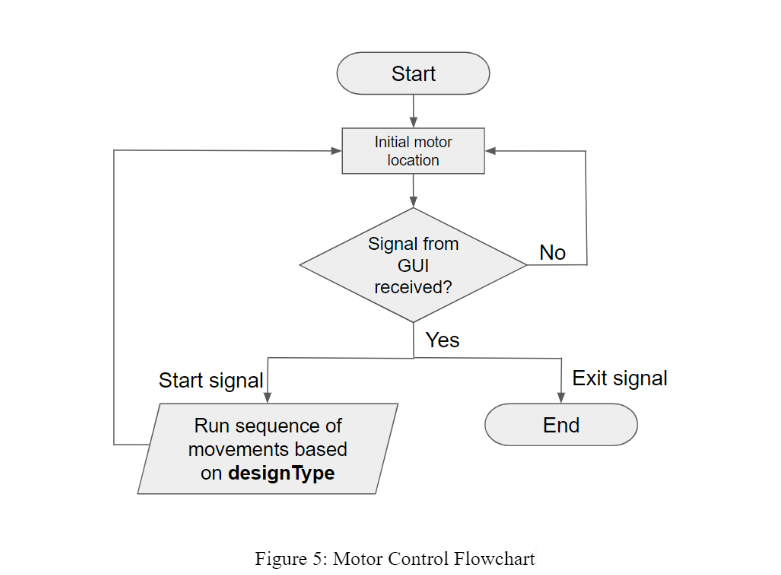 Start
Initial motor
location
Signal from
GUI
received?
No
Yes
Start signal
Exit signal
Run sequence of
movements based
on designType
End
Figure 5: Motor Control Flowchart